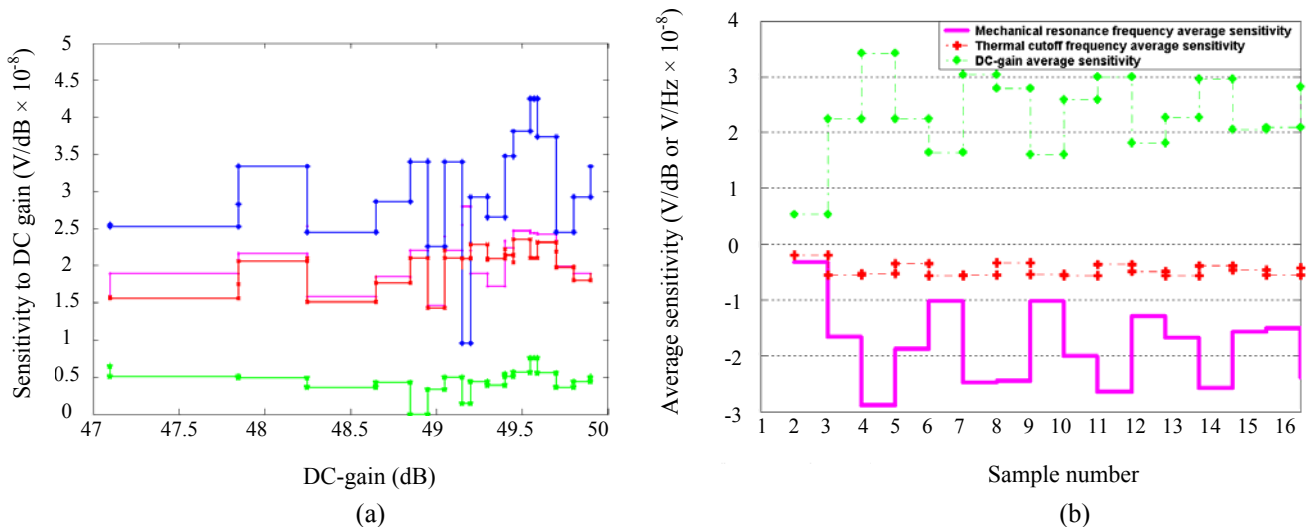 (a)
Sensitivity to DC gain (V/dB × 10⁻⁸)
5
4.5
4
3.5
3
2.5
2
1.5
1
0.5
0
47 47.5 48 48.5 49 49.5 50
DC-gain (dB)
(a)
(b)
Average sensitivity (V/dB or V/Hz × 10⁻⁸)
Mechanical resonance frequency average sensitivity
Thermal cutoff frequency average sensitivity
DC-gain average sensitivity
4
3
2
1
0
-1
-2
-3
1 2 3 4 5 6 7 8 9 10 11 12 13 14 15 16
Sample number
(b)